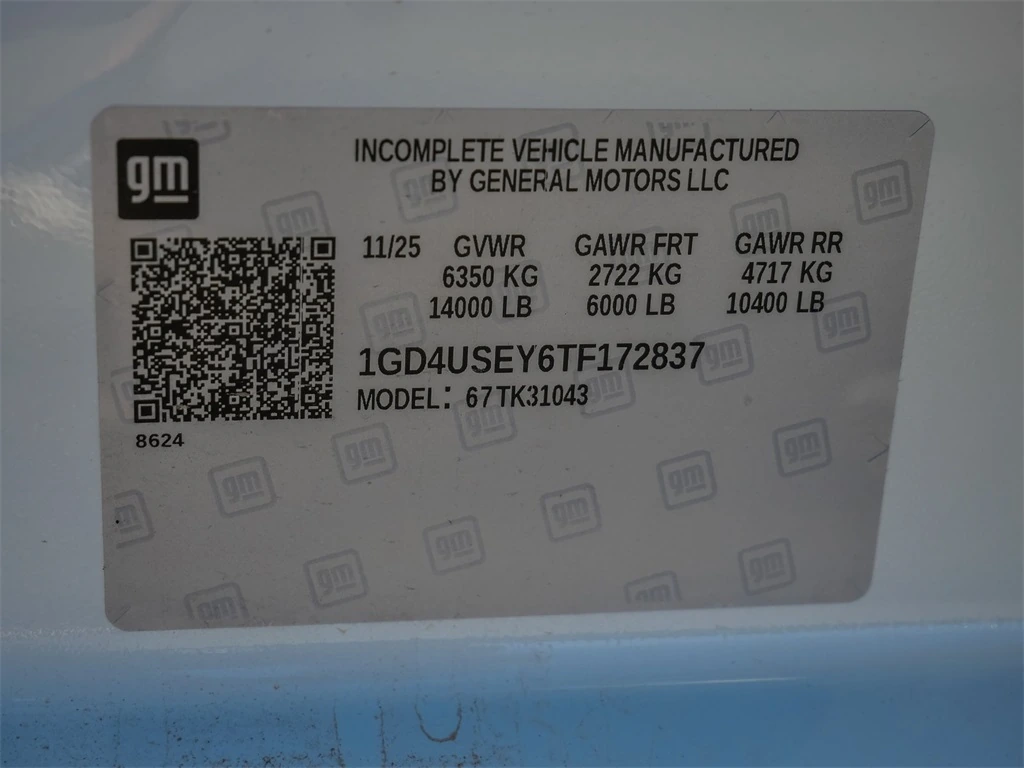 gm
INCOMPLETE VEHICLE MANUFACTURED
BY GENERAL MOTORS LLC
11/25 GVWR GAWR FRT GAWR RR
6350 KG 2722 KG 4717 KG
14000 LB 6000 LB 10400 LB
1GD4USEY6TF172837
MODEL: 67TK31043
8624